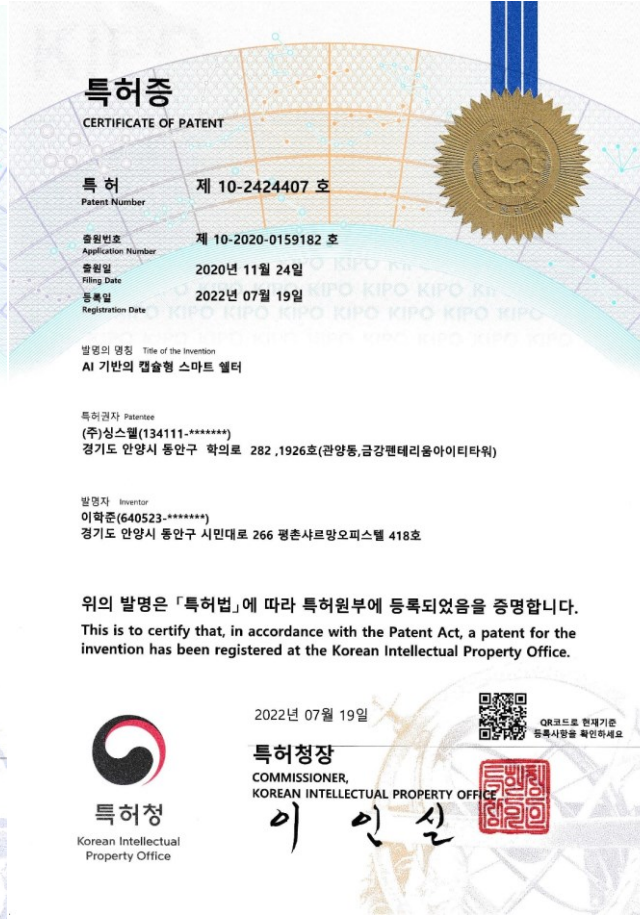 특허증
CERTIFICATE OF PATENT
특 허 제 10-2424407 호
Patent Number
출원번호 제 10-2020-0159182 호
Application Number
출원일 2020년 11월 24일
Filing Date
등록일 2022년 07월 19일
Registration Date
발명의 명칭 Title of the Invention
AI 기반의 캡슐형 스마트 쉘터
특허권자 Patentee
(주)싱스웰(134111-*******)
경기도 안양시 동안구 학의로 282 ,1926호(관양동,금강펜테리움아이티타워)
발명자 Inventor
이학준(640523-*******)
경기도 안양시 동안구 시민대로 266 평촌샤르망오피스텔 418호
위의 발명은 「특허법」에 따라 특허원부에 등록되었음을 증명합니다.
This is to certify that, in accordance with the Patent Act, a patent for the
invention has been registered at the Korean Intellectual Property Office.
2022년 07월 19일
QR코드로 현재기준
등록사항을 확인하세요
특허청장
COMMISSIONER,
KOREAN INTELLECTUAL PROPERTY OFFICE
이 인 실
특허청
Korean Intellectual
Property Office